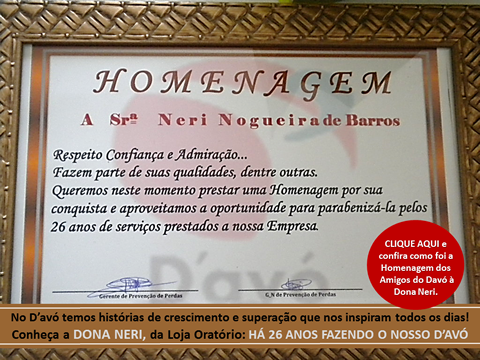 HOMENAGEM
A Srª Neri Nogueira de Barros
Respeito Confiança e Admiração...
Fazem parte de suas qualidades, dentre outras.
Queremos neste momento prestar uma Homenagem por sua
conquista e aproveitamos a oportunidade para parabenizá-la pelos
26 anos de serviços prestados a nossa Empresa
D'avó
Gerente de Prevenção de Perdas
G.N de Prevenção de Perdas
CLIQUE AQUI e
confira como foi a
Homenagem dos
Amigos do Davó à
Dona Neri.
No D'avó temos histórias de crescimento e superação que nos inspiram todos os dias!
Conheça a DONA NERI, da Loja Oratório: HÁ 26 ANOS FAZENDO O NOSSO D'AVÓ